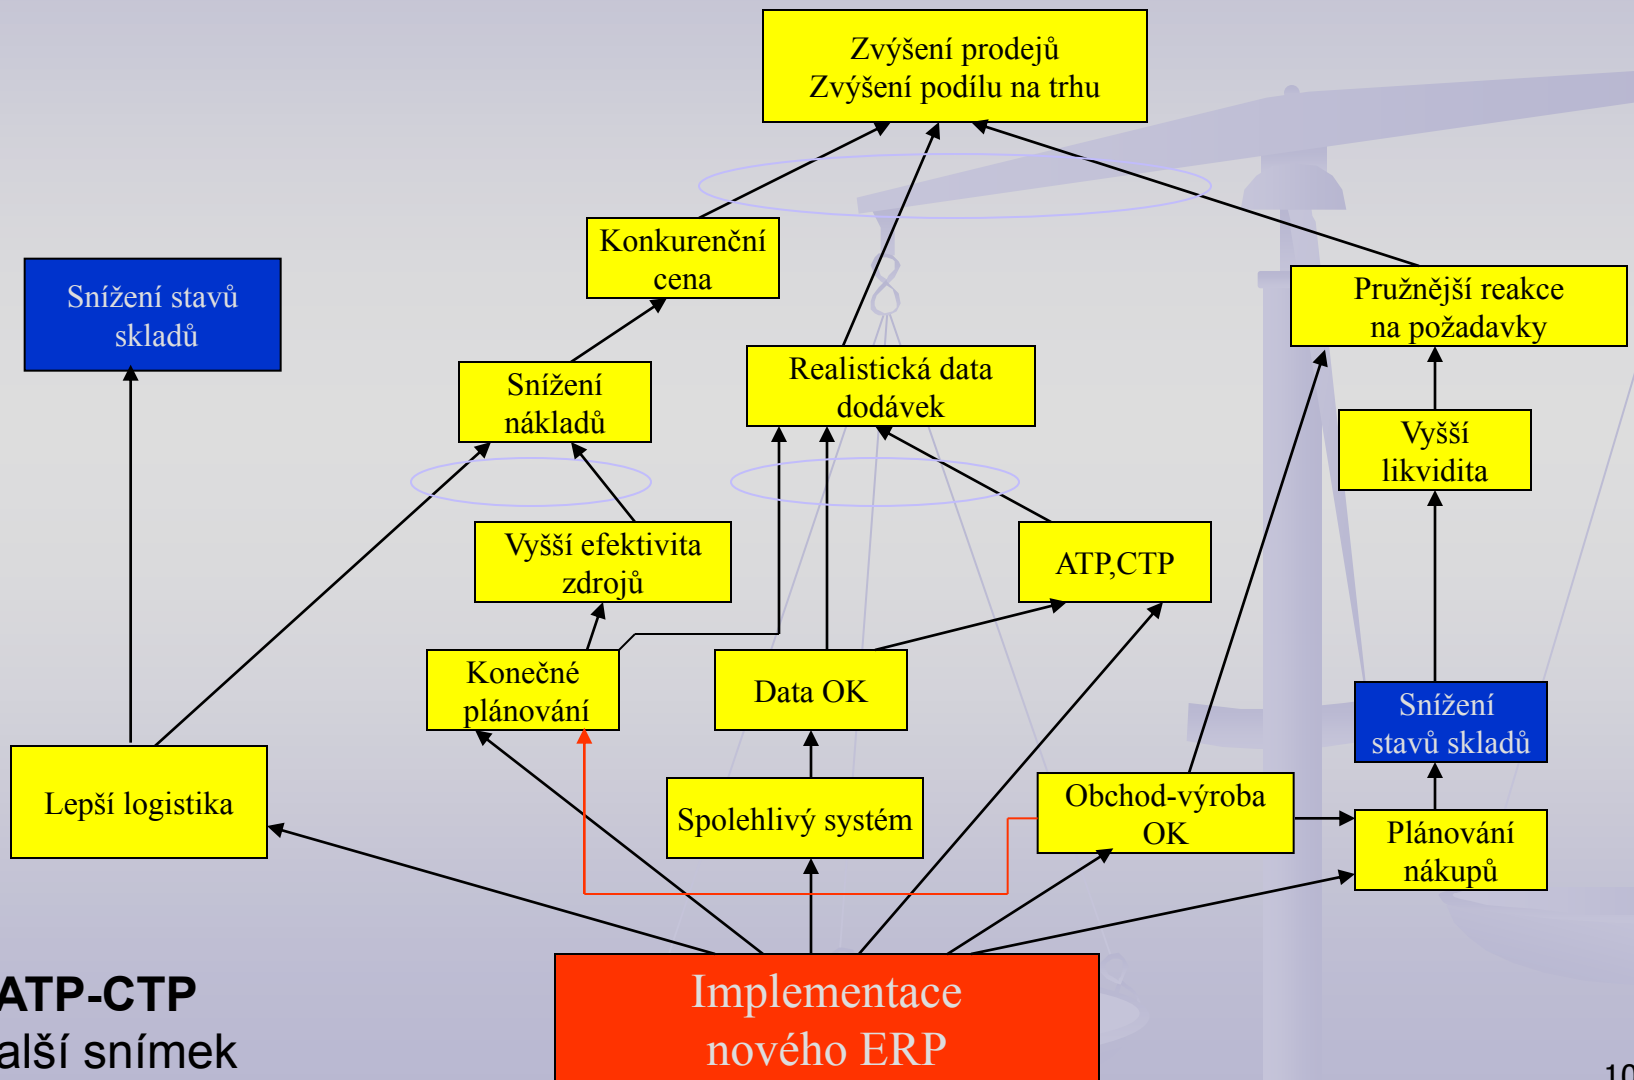 Zvýšení prodejů
Zvýšení podílu na trhu
Konkurenční
cena
Snížení stavů
skladů
Pružnější reakce
na požadavky
Snížení
nákladů
Realistická data
dodávek
Vyšší
likvidita
Vyšší efektivita
zdrojů
ATP,CTP
Konečné
plánování
Data OK
Snížení
stavů skladů
Lepší logistika
Spolehlivý systém
Obchod-výroba
OK
Plánování
nákupů
Implementace
nového ERP
ATP-CTP
alší snímek
10